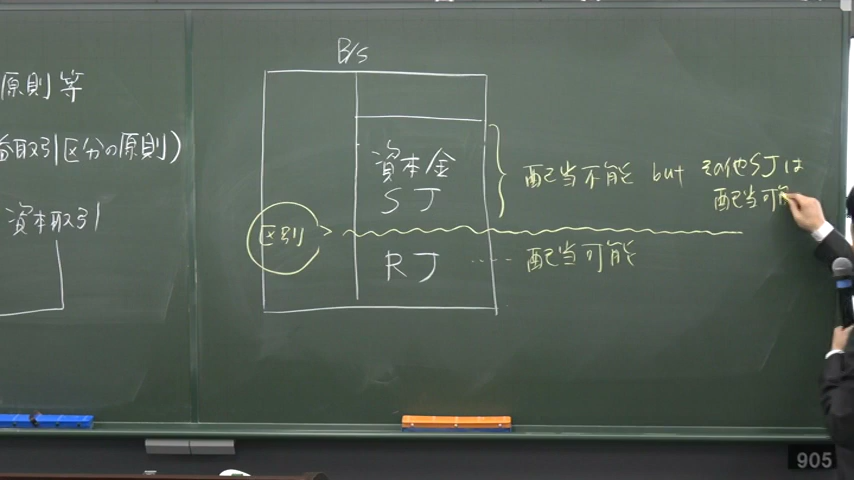 原則等
益取引区分の原則)
資本取引
B/S
資本金
SJ
区別
RJ
配当不能 but その他SJは
配当可能
‥‥ 配当可能
905